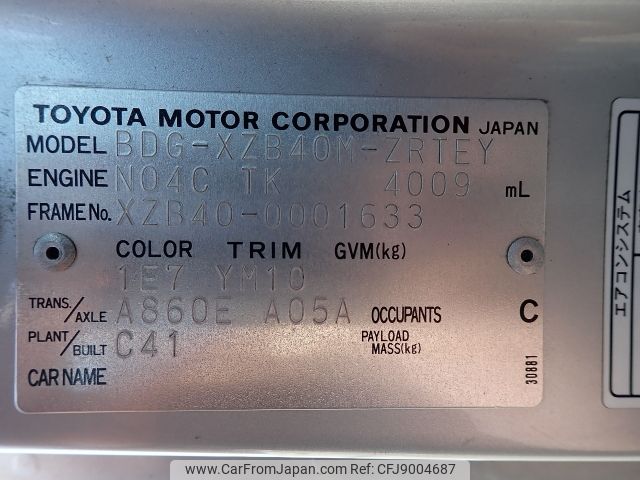 TOYOTA MOTOR CORPORATION JAPAN
MODEL BDG-XZB40M-ZRTEY
ENGINE N04C TK 4009 mL
FRAME No. XZB40-0001633
COLOR TRIM GVM(kg)
1E7 YM10
TRANS./AXLE A860E A05A OCCUPANTS C
PLANT/BUILT C41 PAYLOAD MASS(kg)
CAR NAME
30881
エアコンシステム
www.CarFromJapan.com | Ref.ID CFJ9004687